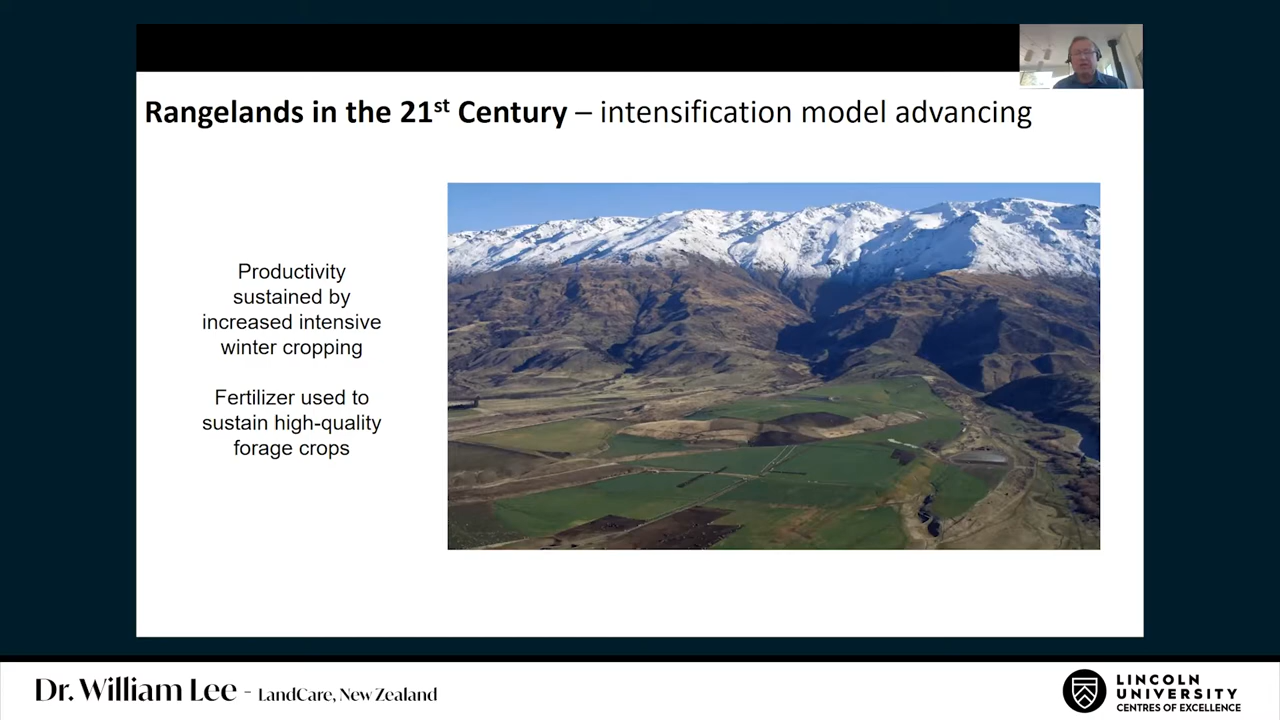 Rangelands in the 21st Century – intensification model advancing
Productivity
sustained by
increased intensive
winter cropping
Fertilizer used to
sustain high-quality
forage crops
Dr. William Lee - LandCare, New Zealand
LINCOLN
UNIVERSITY
CENTRES OF EXCELLENCE